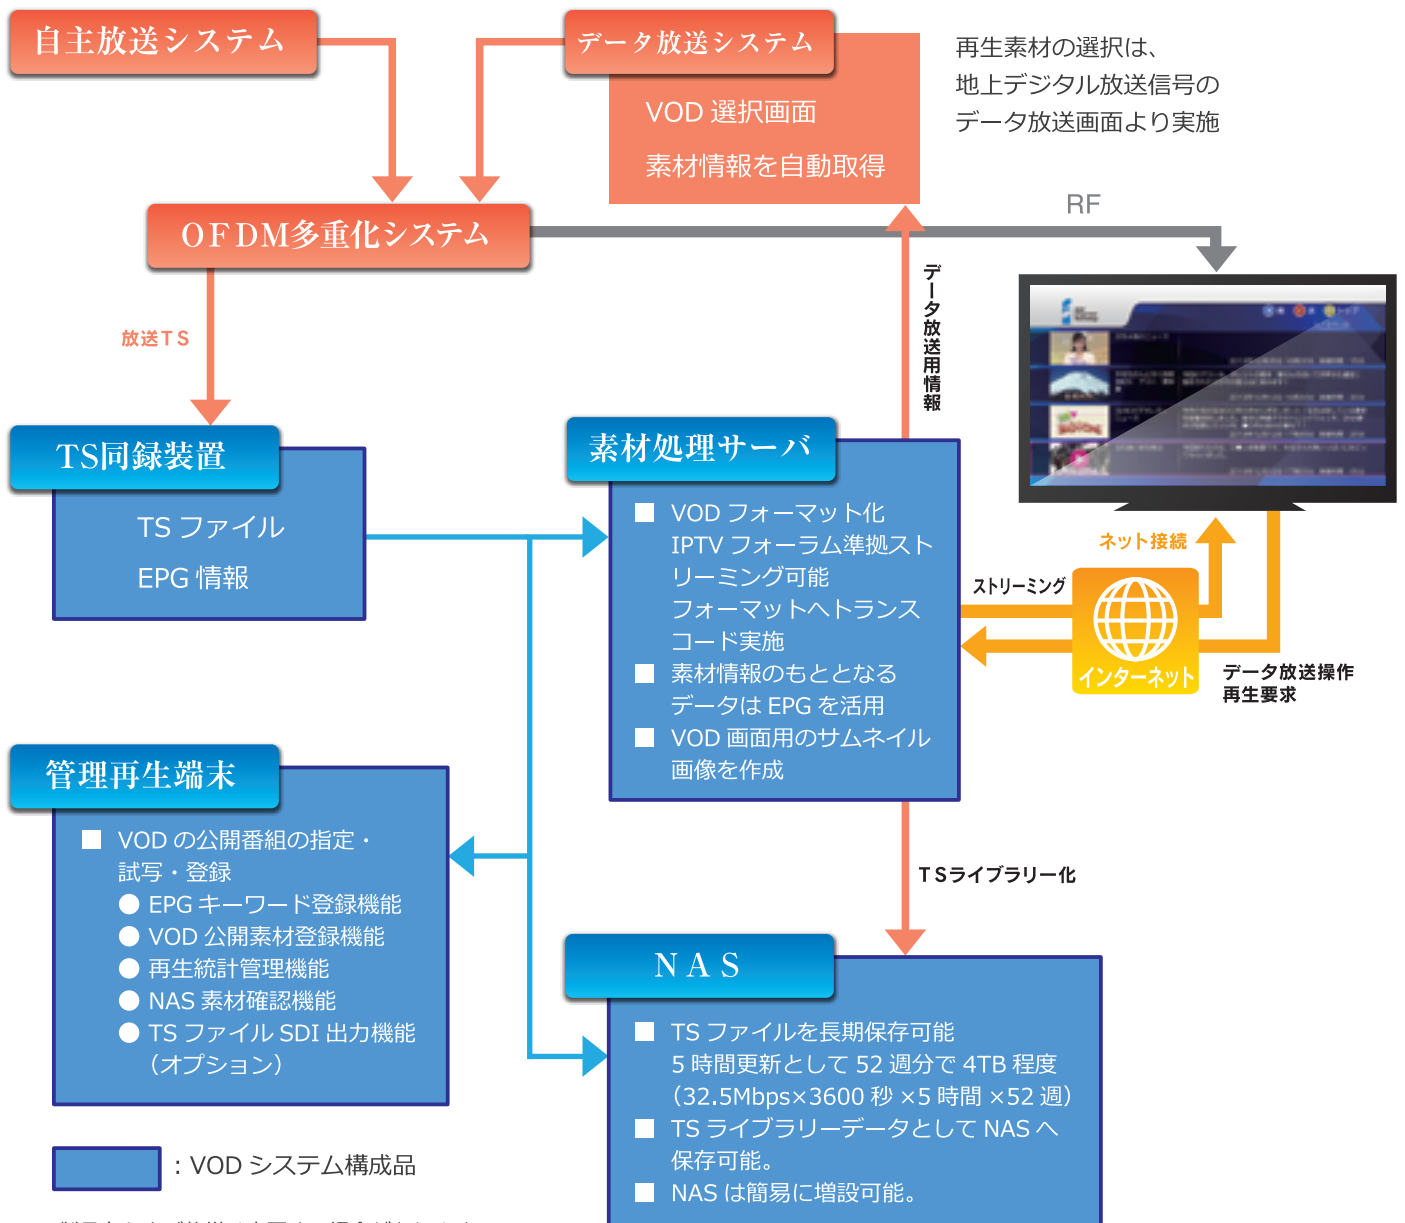 自主放送システム
データ放送システム
VOD 選択画面
素材情報を自動取得
再生素材の選択は、
地上デジタル放送信号の
データ放送画面より実施
OFDM多重化システム
RF
放送TS
データ放送用情報
TS同録装置
TS ファイル
EPG 情報
素材処理サーバ
■ VOD フォーマット化
IPTV フォーラム準拠スト
リーミング可能
フォーマットへトランス
コード実施
■ 素材情報のもととなる
データは EPG を活用
■ VOD 画面用のサムネイル
画像を作成
ネット接続
ストリーミング
インターネット
データ放送操作
再生要求
管理再生端末
■ VOD の公開番組の指定・
試写・登録
● EPG キーワード登録機能
● VOD 公開素材登録機能
● 再生統計管理機能
● NAS 素材確認機能
● TS ファイル SDI 出力機能
（オプション）
TSライブラリー化
NAS
■ TS ファイルを長期保存可能
5 時間更新として 52 週分で 4TB 程度
（32.5Mbps×3600 秒 ×5 時間 ×52 週）
■ TS ライブラリーデータとして NAS へ
保存可能。
■ NAS は簡易に増設可能。
：VOD システム構成品